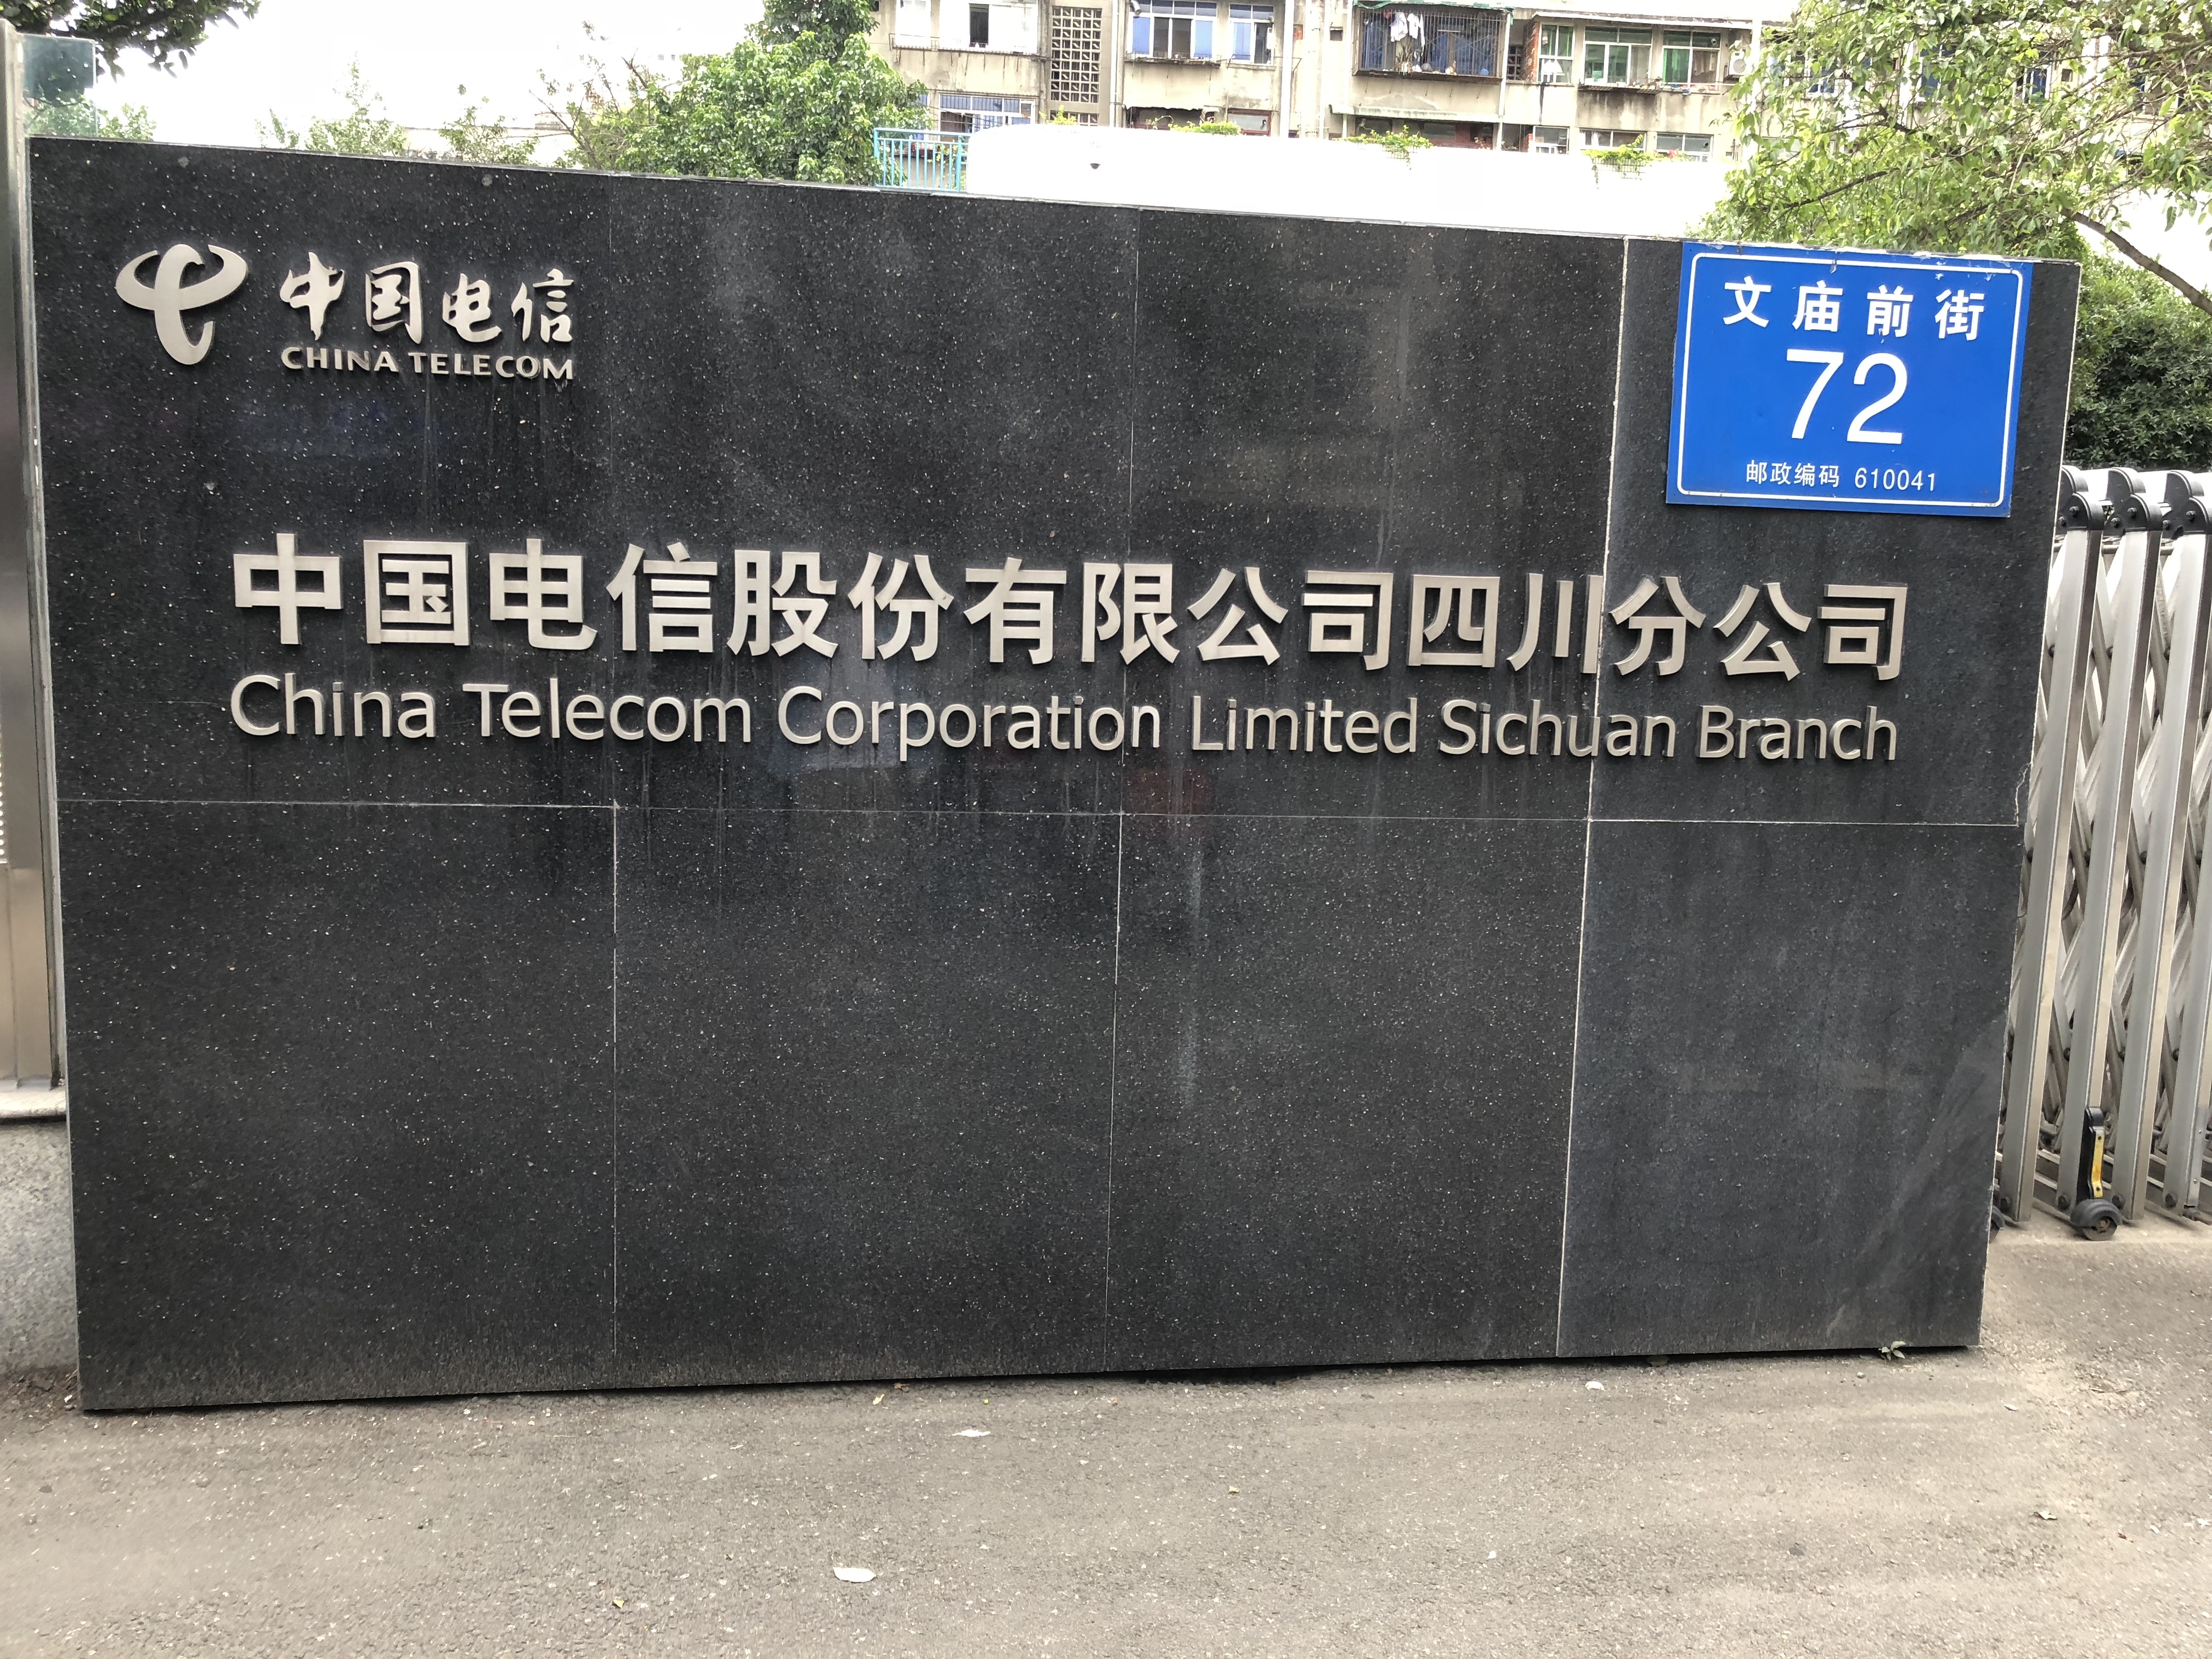 中国电信
CHINA TELECOM
文庙前街
72
邮政编码 610041
中国电信股份有限公司四川分公司
China Telecom Corporation Limited Sichuan Branch